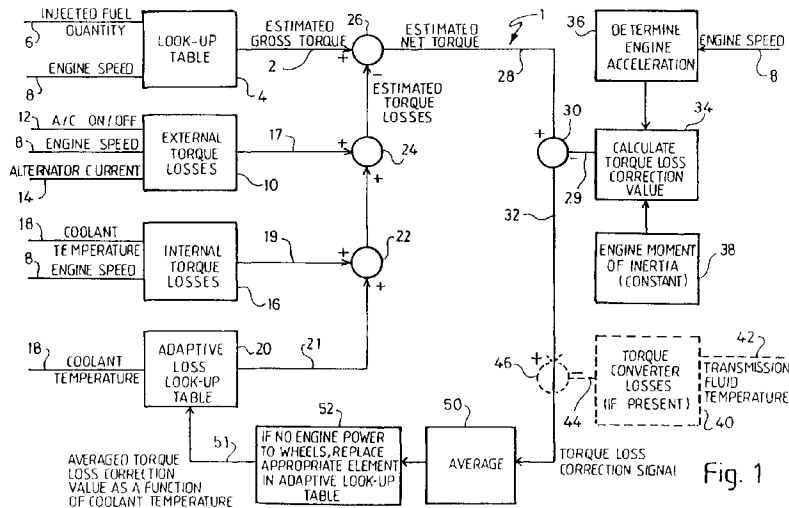 INJECTED FUEL
QUANTITY
6
ENGINE SPEED
8
LOOK-UP
TABLE
4
ESTIMATED
GROSS TORQUE
2
+
26
−
ESTIMATED
NET TORQUE
1
28
ESTIMATED
TORQUE
LOSSES
36
DETERMINE
ENGINE
ACCELERATION
ENGINE SPEED
8
12
A/C ON/OFF
8
ENGINE SPEED
ALTERNATOR CURRENT
14
EXTERNAL
TORQUE
LOSSES
10
17
+
24
+
+
30
−
29
34
CALCULATE
TORQUE LOSS
CORRECTION
VALUE
32
18
COOLANT
TEMPERATURE
8
ENGINE SPEED
INTERNAL
TORQUE
LOSSES
16
19
+
22
+
ENGINE MOMENT
OF INERTIA
(CONSTANT)
38
18
COOLANT
TEMPERATURE
ADAPTIVE
LOSS
LOOK-UP
TABLE
20
21
46
+
−
44
TORQUE
CONVERTER
LOSSES
(IF PRESENT)
42
TRANSMISSION
FLUID
TEMPERATURE
40
52
IF NO ENGINE POWER
TO WHEELS, REPLACE
APPROPRIATE ELEMENT
IN ADAPTIVE LOOK-UP
TABLE
50
AVERAGE
51
AVERAGED TORQUE
LOSS CORRECTION
VALUE AS A FUNCTION
OF COOLANT TEMPERATURE
TORQUE LOSS
CORRECTION SIGNAL
Fig. 1